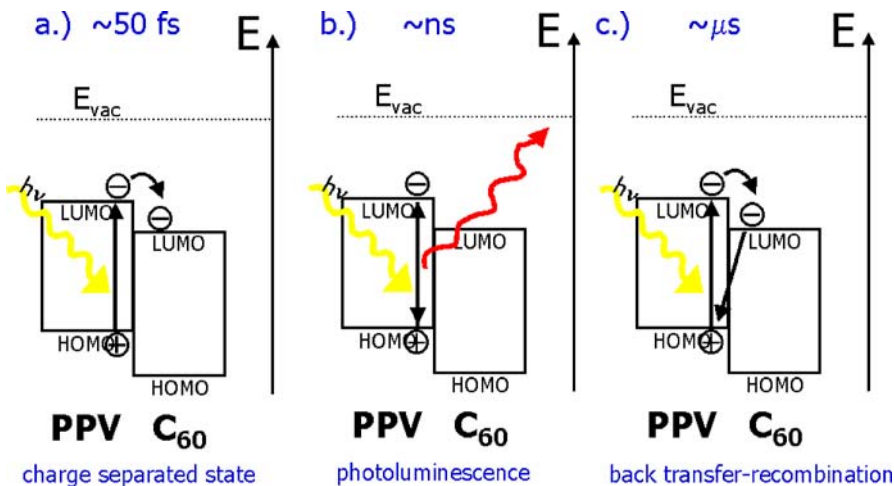 a.) ~50 fs
E
E_vac
hν
LUMO
LUMO
HOMO
HOMO
PPV C₆₀
charge separated state
b.) ~ns
E
E_vac
hν
LUMO
LUMO
HOMO
HOMO
PPV C₆₀
photoluminescence
c.) ~μs
E
E_vac
hν
LUMO
LUMO
HOMO
HOMO
PPV C₆₀
back transfer-recombination